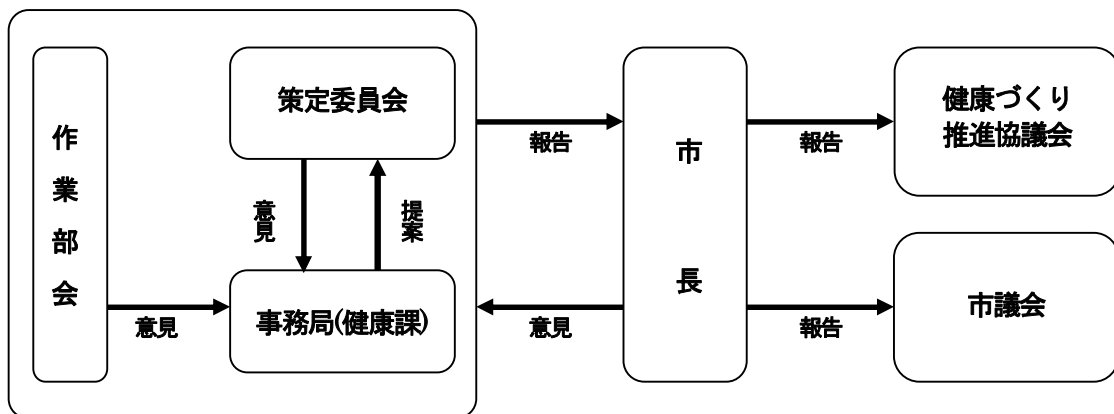 作業部会
策定委員会
意見
提案
事務局(健康課)
意見
報告
意見
市長
報告
報告
健康づくり
推進協議会
市議会